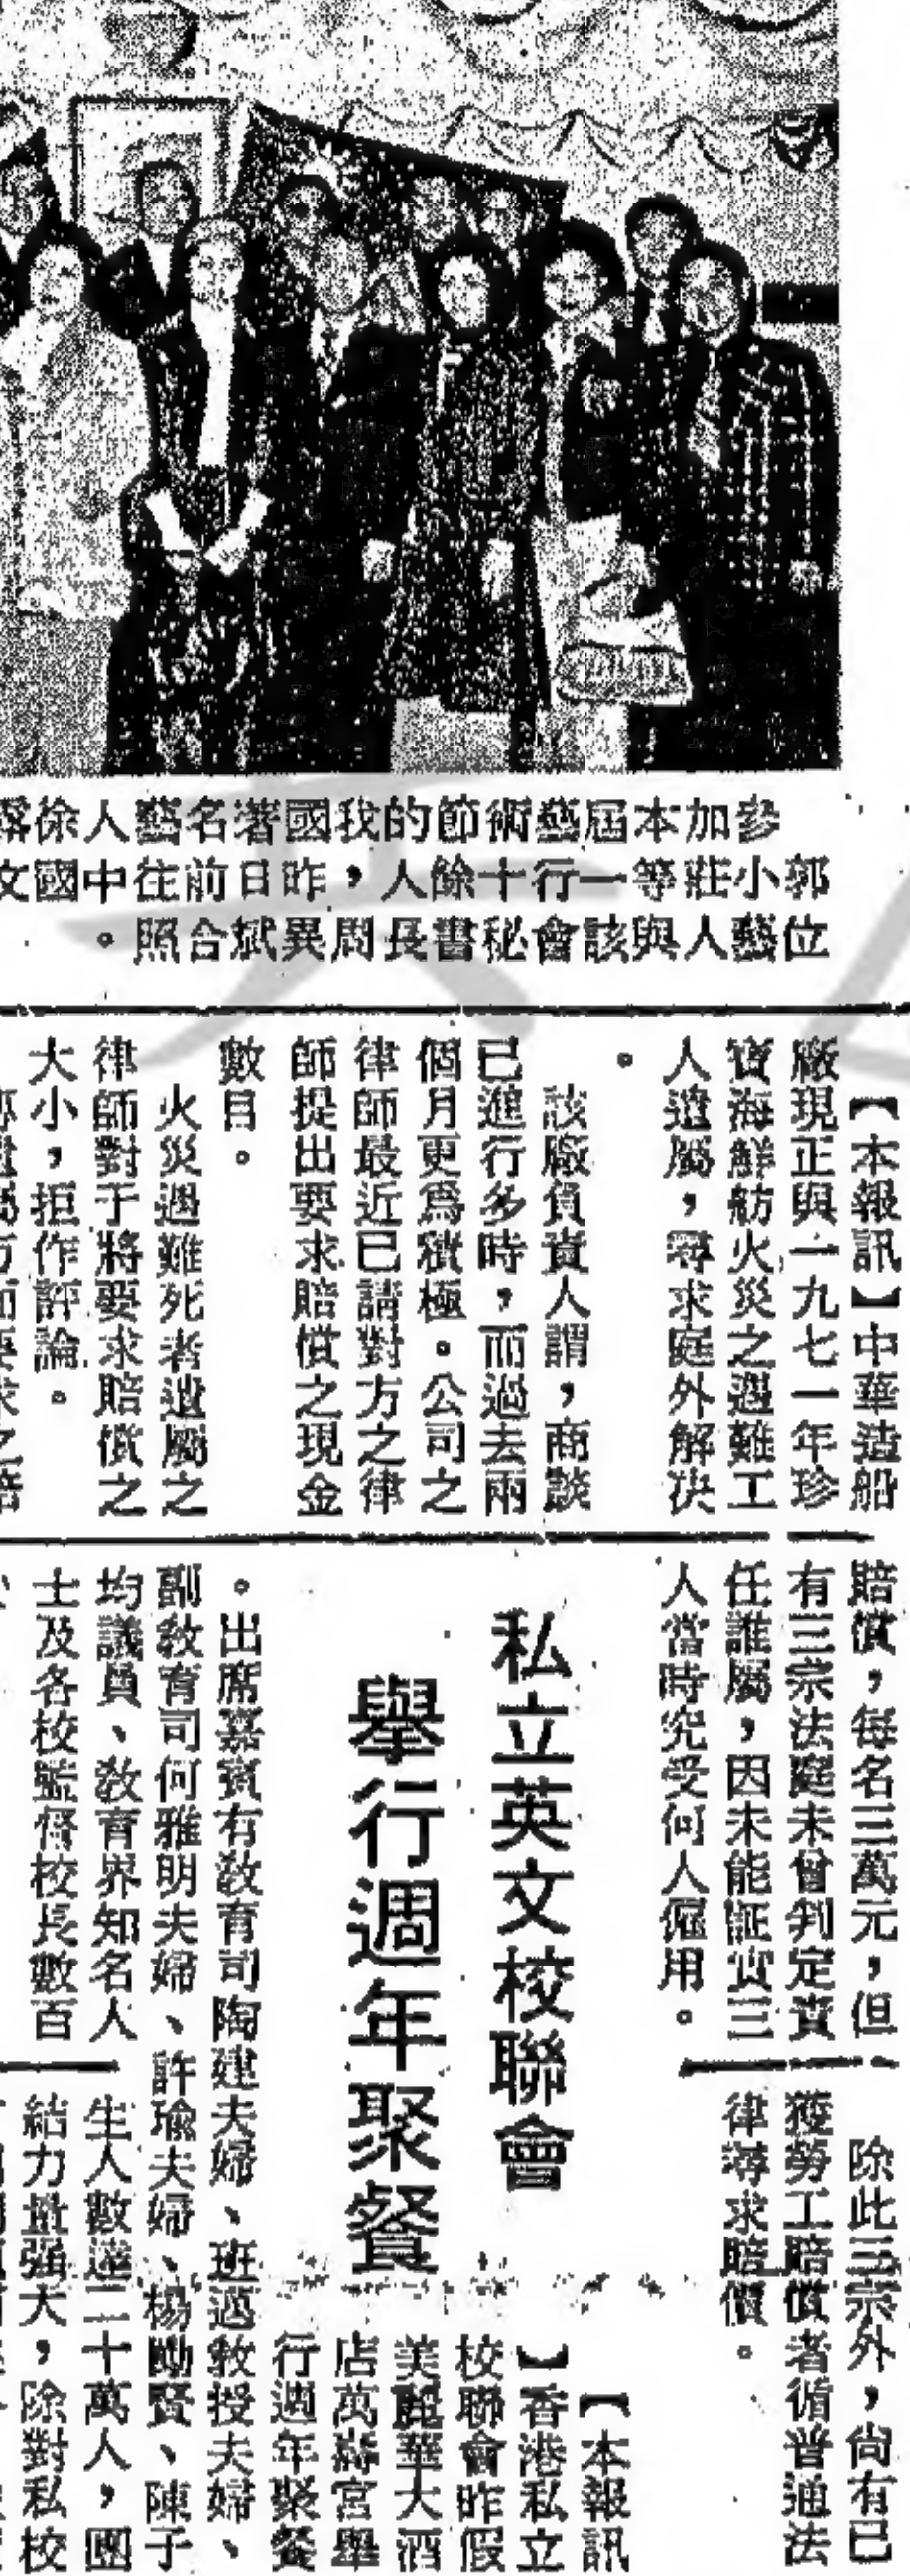 參加本屆藝術節的我國著名藝人徐
郭小莊等一行十餘人,昨日前往中國文
位藝人與該會秘書長周異斌合照。
【本報訊】中華造船
廠現正與一九七一年珍
寶海鮮舫火災之遇難工
人遺屬,尋求庭外解决
。
該廠負責人謂,商談
已進行多時,而過去兩
個月更爲積極。公司之
律師最近已請對方之律
師提出要求賠償之現金
數目。
火災遇難死者遺屬之
律師對于將要求賠償之
大小,拒作評論。
賠償,每名三萬元,但
有三宗法庭未曾判定責
任誰屬,因未能証實三
人當時究受何人僱用。
除此三宗外,尚有已
獲勞工賠償者循普通法
律尋求賠償。
私立英文校聯會
舉行週年聚餐
【本報訊
】香港私立
校聯會昨假
美麗華大酒
店萬壽宮舉
行週年聚餐
。出席嘉賓有敎育司陶建夫婦、班邁敎授夫婦、
副敎育司何雅明夫婦、許瑜夫婦、楊勵賢、陳子
均議員、敎育界知名人
士及各校監督校長數百
生人數達二十萬人,團
結力量强大,除對私校